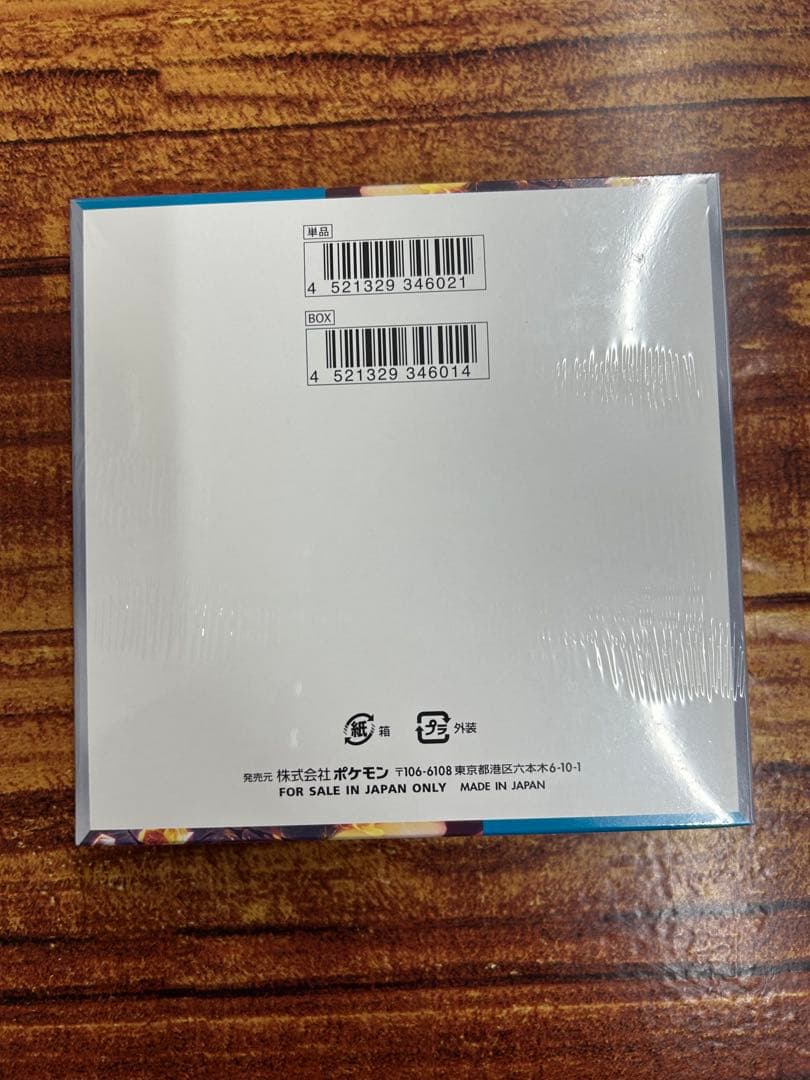 単品
4 521329 346021
BOX
4 521329 346014
紙 箱 プラ 外装
発売元 株式会社 ポケモン 〒106-6108 東京都港区六本木6-10-1
FOR SALE IN JAPAN ONLY MADE IN JAPAN